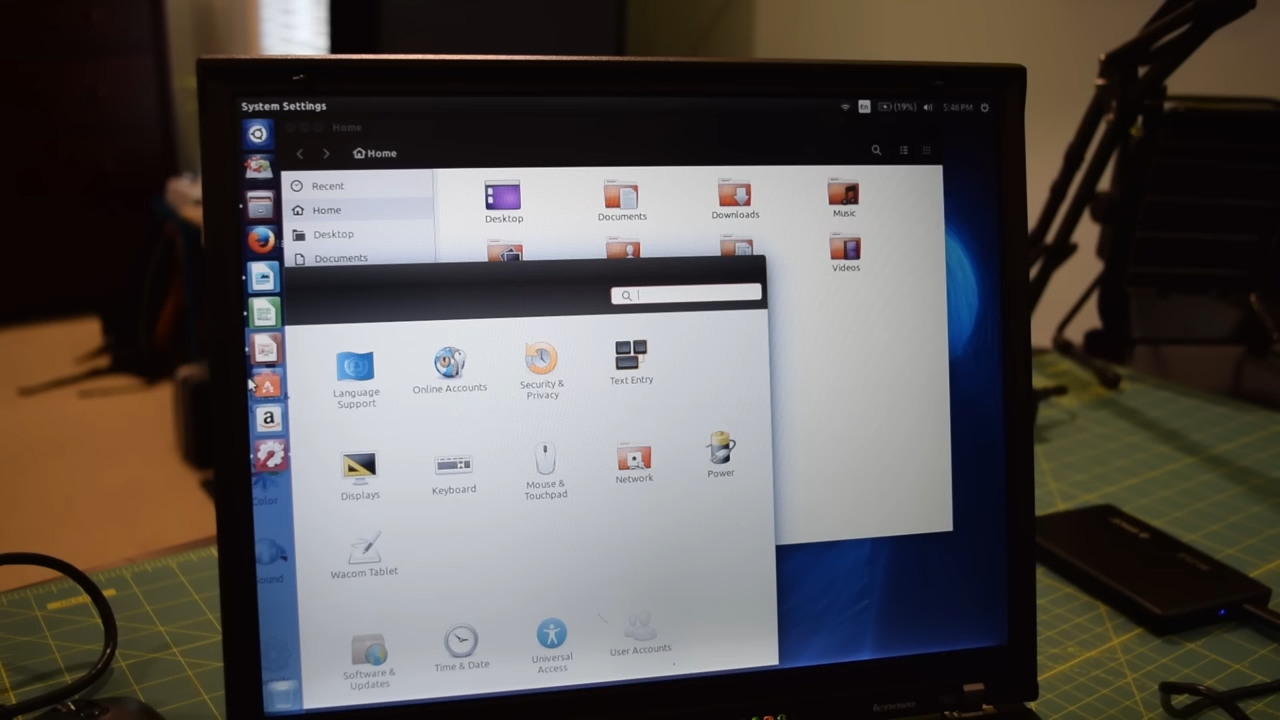 System Settings
En
(19%)
5:46 PM
Home
Home
Recent
Home
Desktop
Documents
Desktop
Documents
Downloads
Music
Videos
Language
Support
Online Accounts
Security &
Privacy
Text Entry
a
Displays
Keyboard
Mouse &
Touchpad
Network
Power
Color
Wacom Tablet
Sound
Software &
Updates
Time & Date
Universal
Access
User Accounts
lenovo